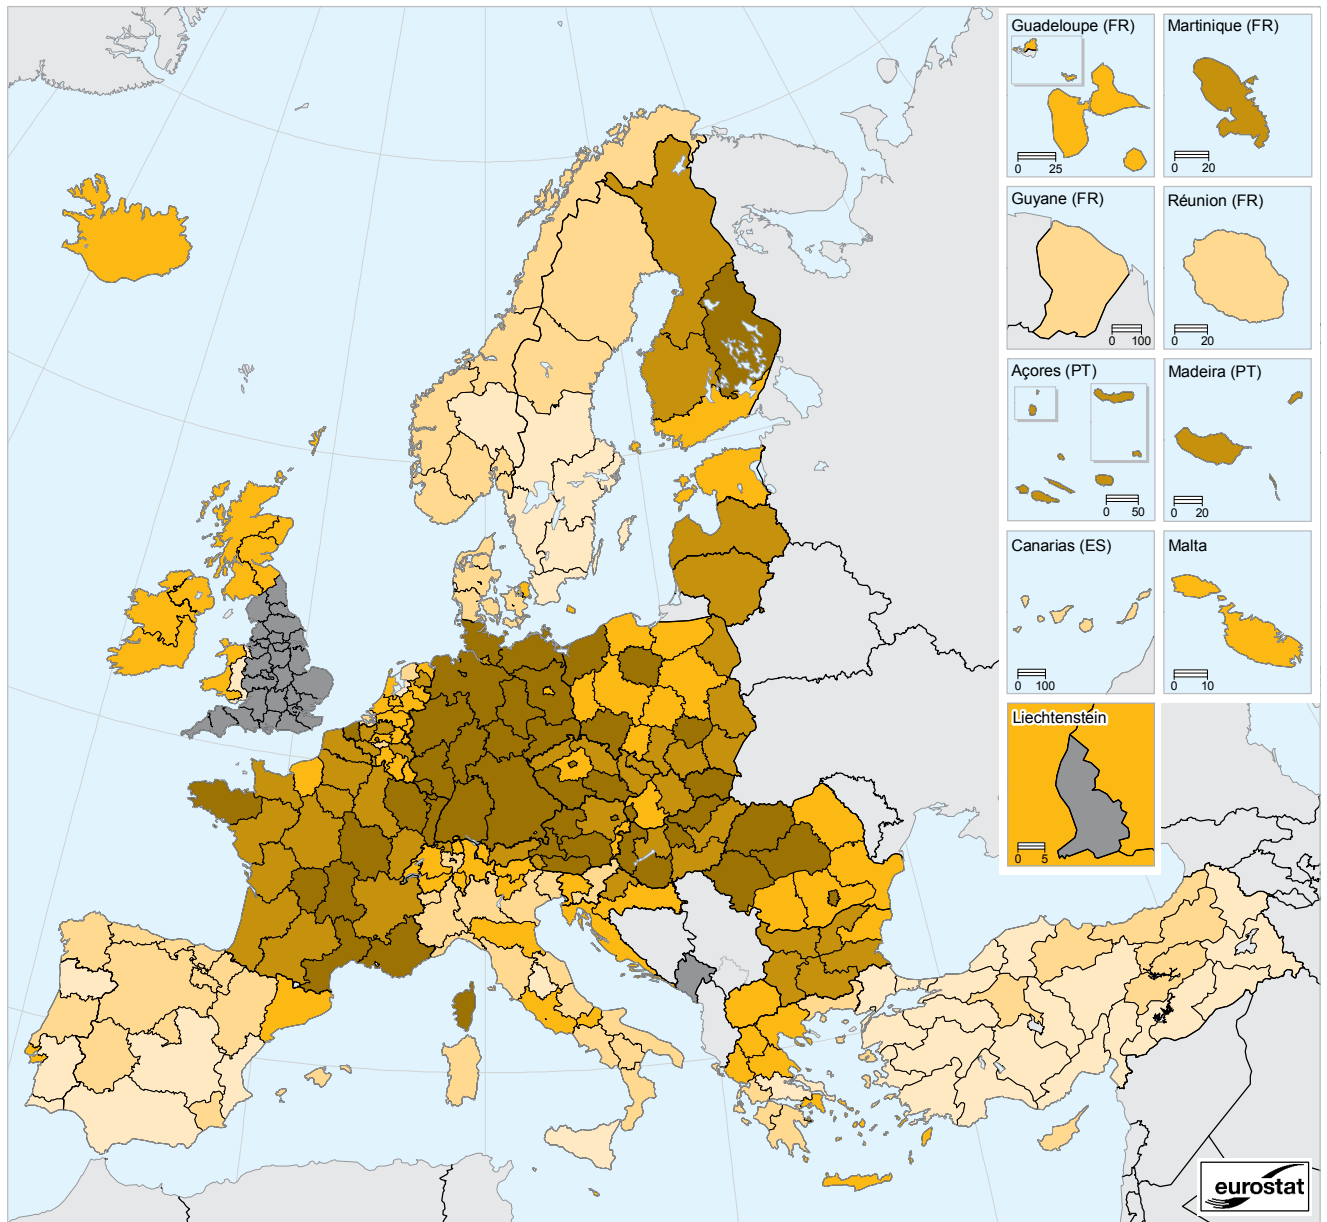 Guadeloupe (FR)
0 25
Martinique (FR)
0 20
Guyane (FR)
0 100
Réunion (FR)
0 20
Açores (PT)
0 50
Madeira (PT)
0 20
Canarias (ES)
0 100
Malta
0 10
Liechtenstein
0 5
eurostat